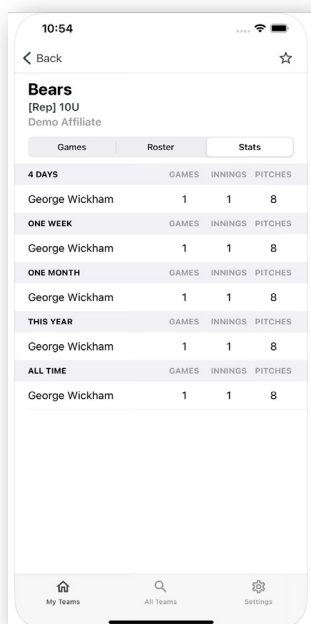 10:54
Back
Bears
[Rep] 10U
Demo Affiliate
Games Roster Stats
4 DAYS GAMES INNINGS PITCHES
George Wickham 1 1 8
ONE WEEK GAMES INNINGS PITCHES
George Wickham 1 1 8
ONE MONTH GAMES INNINGS PITCHES
George Wickham 1 1 8
THIS YEAR GAMES INNINGS PITCHES
George Wickham 1 1 8
ALL TIME GAMES INNINGS PITCHES
George Wickham 1 1 8
My Teams All Teams Settings